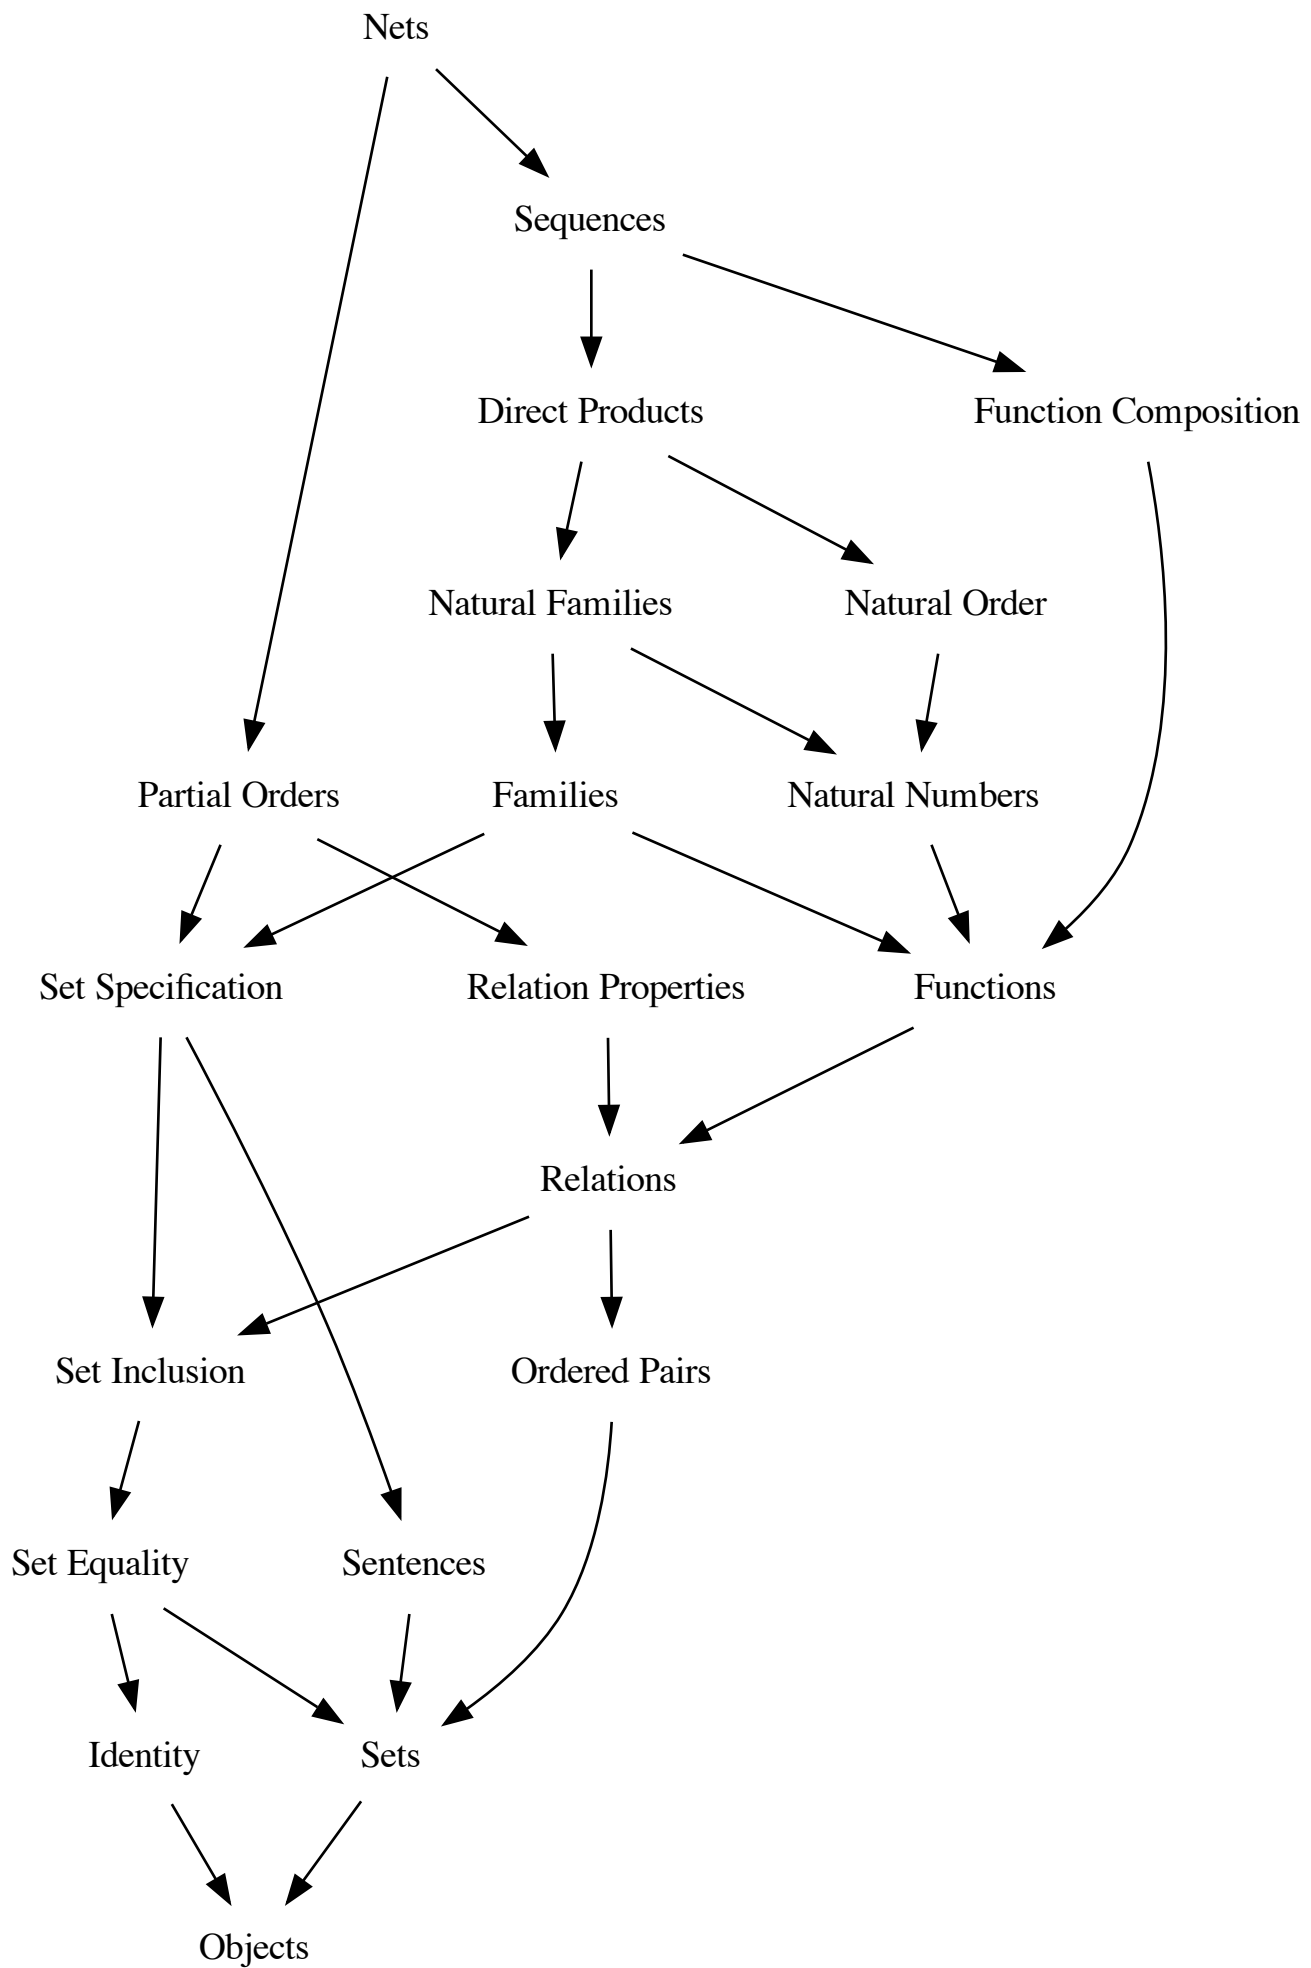 Nets
Sequences
Direct Products
Function Composition
Natural Families
Natural Order
Partial Orders
Families
Natural Numbers
Set Specification
Relation Properties
Functions
Relations
Set Inclusion
Ordered Pairs
Set Equality
Sentences
Identity
Sets
Objects